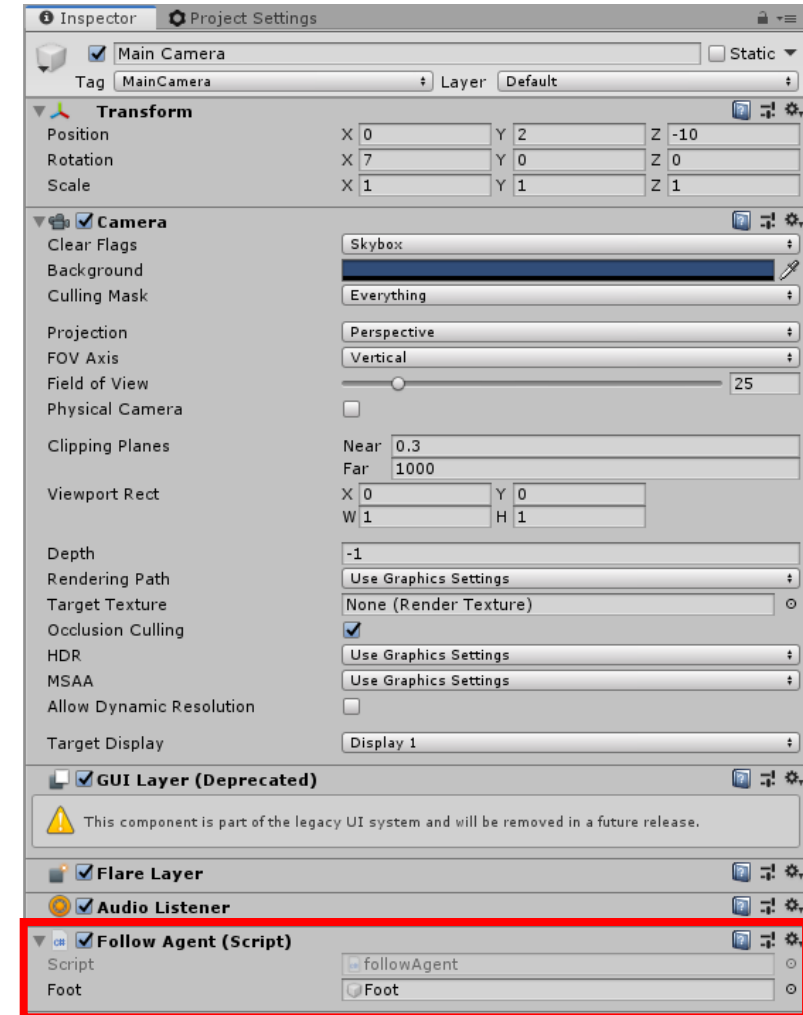 Inspector Project Settings
Main Camera Static
Tag MainCamera Layer Default
Transform
Position X 0 Y 2 Z -10
Rotation X 7 Y 0 Z 0
Scale X 1 Y 1 Z 1
Camera
Clear Flags Skybox
Background
Culling Mask Everything
Projection Perspective
FOV Axis Vertical
Field of View 25
Physical Camera
Clipping Planes Near 0.3
Far 1000
Viewport Rect X 0 Y 0
W 1 H 1
Depth -1
Rendering Path Use Graphics Settings
Target Texture None (Render Texture)
Occlusion Culling
HDR Use Graphics Settings
MSAA Use Graphics Settings
Allow Dynamic Resolution
Target Display Display 1
GUI Layer (Deprecated)
This component is part of the legacy UI system and will be removed in a future release.
Flare Layer
Audio Listener
Follow Agent (Script)
Script followAgent
Foot Foot